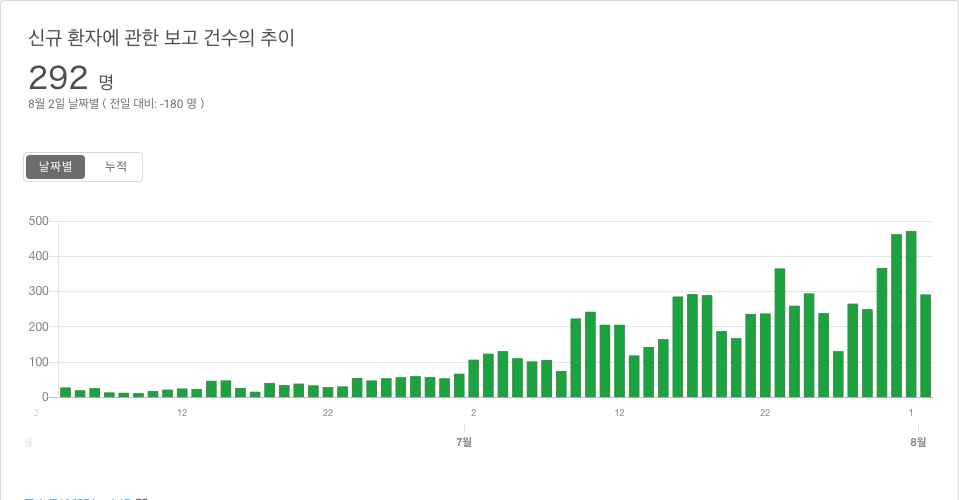 신규 환자에 관한 보고 건수의 추이
292 명
8월 2일 날짜별 ( 전일 대비: -180 명 )
날짜별 누적
500
400
300
200
100
0
2 12 22 2 12 22 1
월 7월 8월